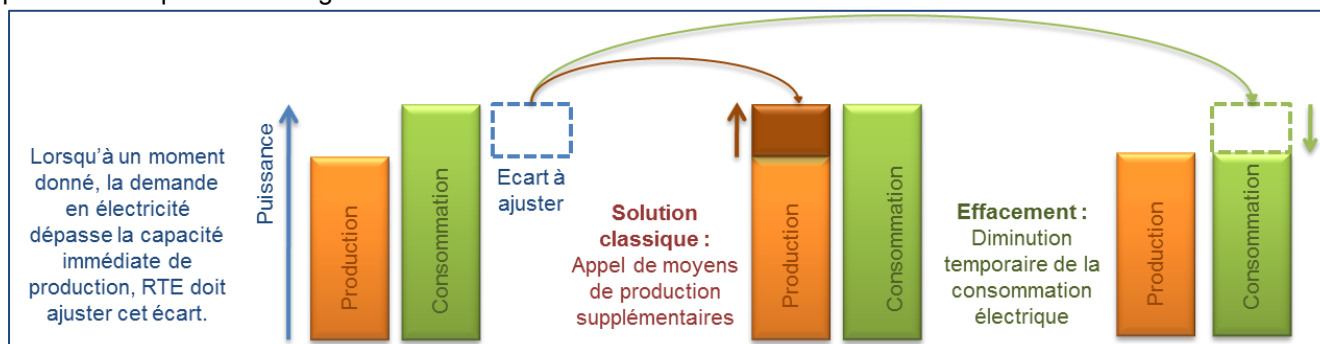 Lorsqu'à un moment
donné, la demande
en électricité
dépasse la capacité
immédiate de
production, RTE doit
ajuster cet écart.
Puissance
Production
Consommation
Ecart à
ajuster
Solution
classique :
Appel de moyens
de production
supplémentaires
Production
Consommation
Effacement :
Diminution
temporaire de la
consommation
électrique
Production
Consommation